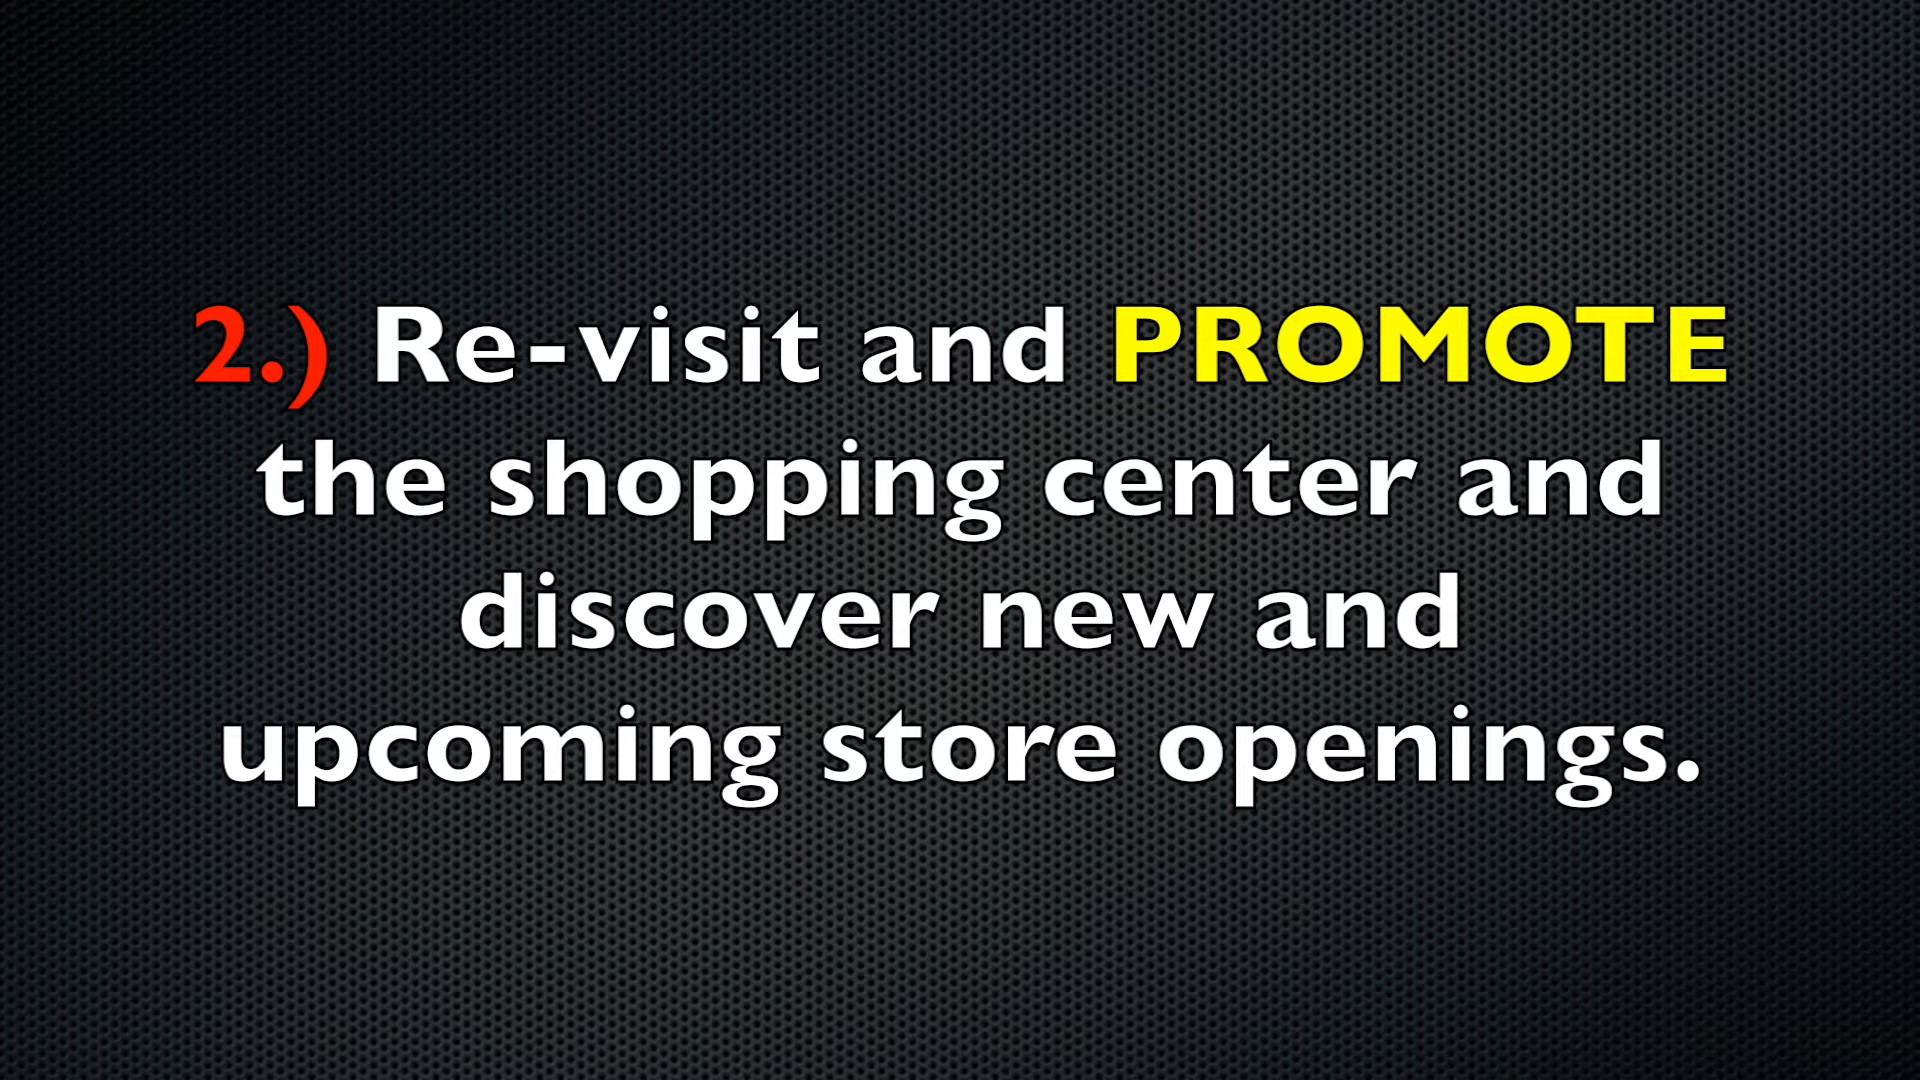 2.) Re-visit and PROMOTE
the shopping center and
discover new and
upcoming store openings.